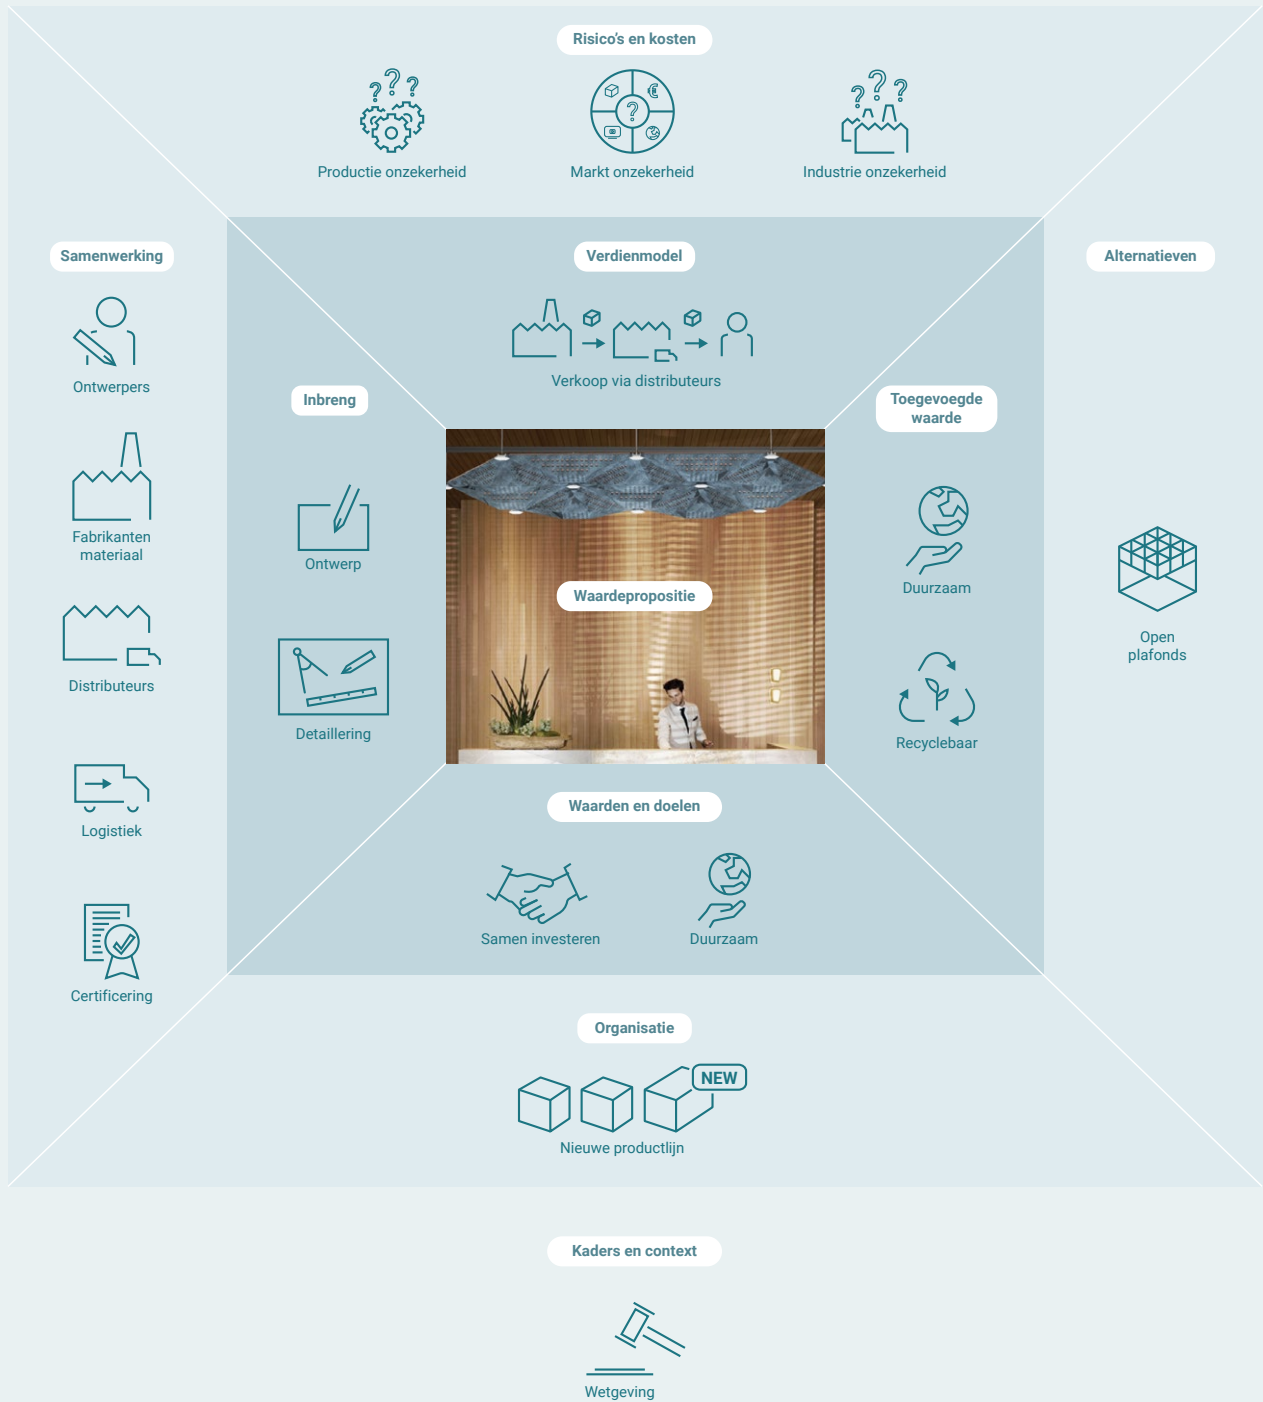 Risico's en kosten
Productie onzekerheid
Markt onzekerheid
Industrie onzekerheid
Samenwerking
Ontwerpers
Fabrikanten
materiaal
Distributeurs
Logistiek
Certificering
Inbreng
Ontwerp
Detaillering
Verdienmodel
Verkoop via distributeurs
Waardepropositie
Toegevoegde
waarde
Duurzaam
Recyclebaar
Waarden en doelen
Samen investeren
Duurzaam
Alternatieven
Open
plafonds
Organisatie
NEW
Nieuwe productlijn
Kaders en context
Wetgeving